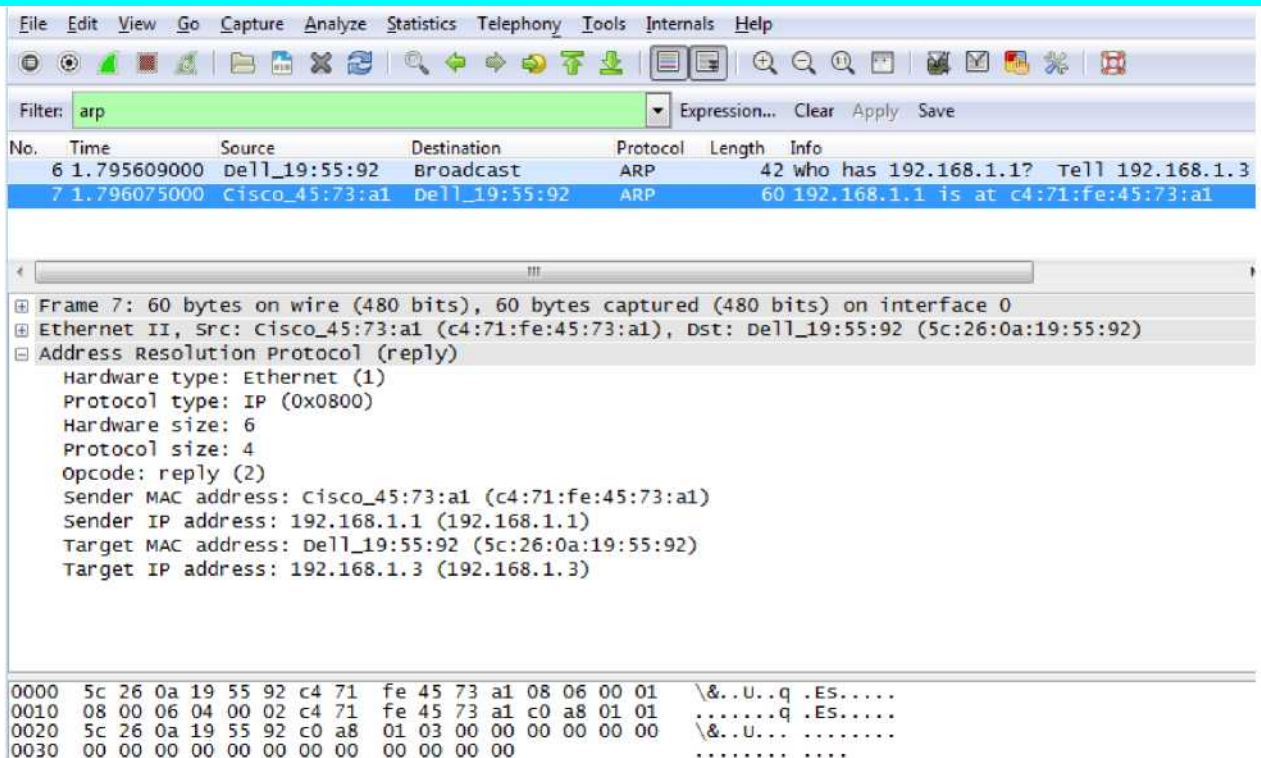 File Edit View Go Capture Analyze Statistics Telephony Tools Internals Help
Filter: arp Expression... Clear Apply Save
No. Time Source Destination Protocol Length Info
6 1.795609000 Dell_19:55:92 Broadcast ARP 42 who has 192.168.1.1? Tell 192.168.1.3
7 1.796075000 Cisco_45:73:a1 Dell_19:55:92 ARP 60 192.168.1.1 is at c4:71:fe:45:73:a1
Frame 7: 60 bytes on wire (480 bits), 60 bytes captured (480 bits) on interface 0
Ethernet II, Src: Cisco_45:73:a1 (c4:71:fe:45:73:a1), Dst: Dell_19:55:92 (5c:26:0a:19:55:92)
Address Resolution Protocol (reply)
Hardware type: Ethernet (1)
Protocol type: IP (0x0800)
Hardware size: 6
Protocol size: 4
Opcode: reply (2)
Sender MAC address: Cisco_45:73:a1 (c4:71:fe:45:73:a1)
Sender IP address: 192.168.1.1 (192.168.1.1)
Target MAC address: Dell_19:55:92 (5c:26:0a:19:55:92)
Target IP address: 192.168.1.3 (192.168.1.3)
0000 5c 26 0a 19 55 92 c4 71 fe 45 73 a1 08 06 00 01 \&..U..q .Es.....
0010 08 00 06 04 00 02 c4 71 fe 45 73 a1 c0 a8 01 01 .......q .Es.....
0020 5c 26 0a 19 55 92 c0 a8 01 03 00 00 00 00 00 00 \&..U... ........
0030 00 00 00 00 00 00 00 00 00 00 00 00 ........ ....